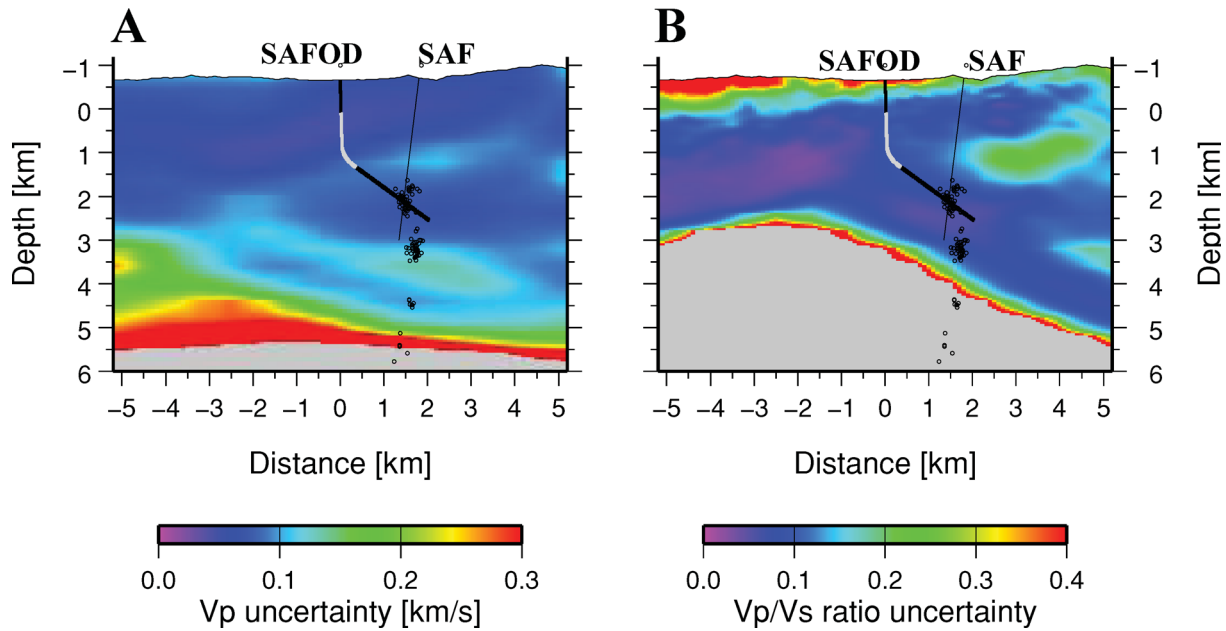 A
B
SAFOD SAF
SAFOD SAF
−1
0
1
2
3
4
5
6
Depth [km]
−5 −4 −3 −2 −1 0 1 2 3 4 5
Distance [km]
0.0 0.1 0.2 0.3
Vp uncertainty [km/s]
−1
0
1
2
3
4
5
6
Depth [km]
−5 −4 −3 −2 −1 0 1 2 3 4 5
Distance [km]
0.0 0.1 0.2 0.3 0.4
Vp/Vs ratio uncertainty